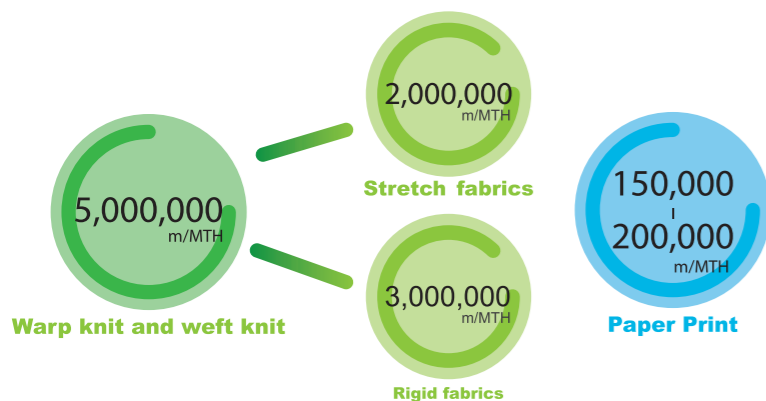 5,000,000
m/MTH
Warp knit and weft knit
2,000,000
m/MTH
Stretch fabrics
3,000,000
m/MTH
Rigid fabrics
150,000
-
200,000
m/MTH
Paper Print